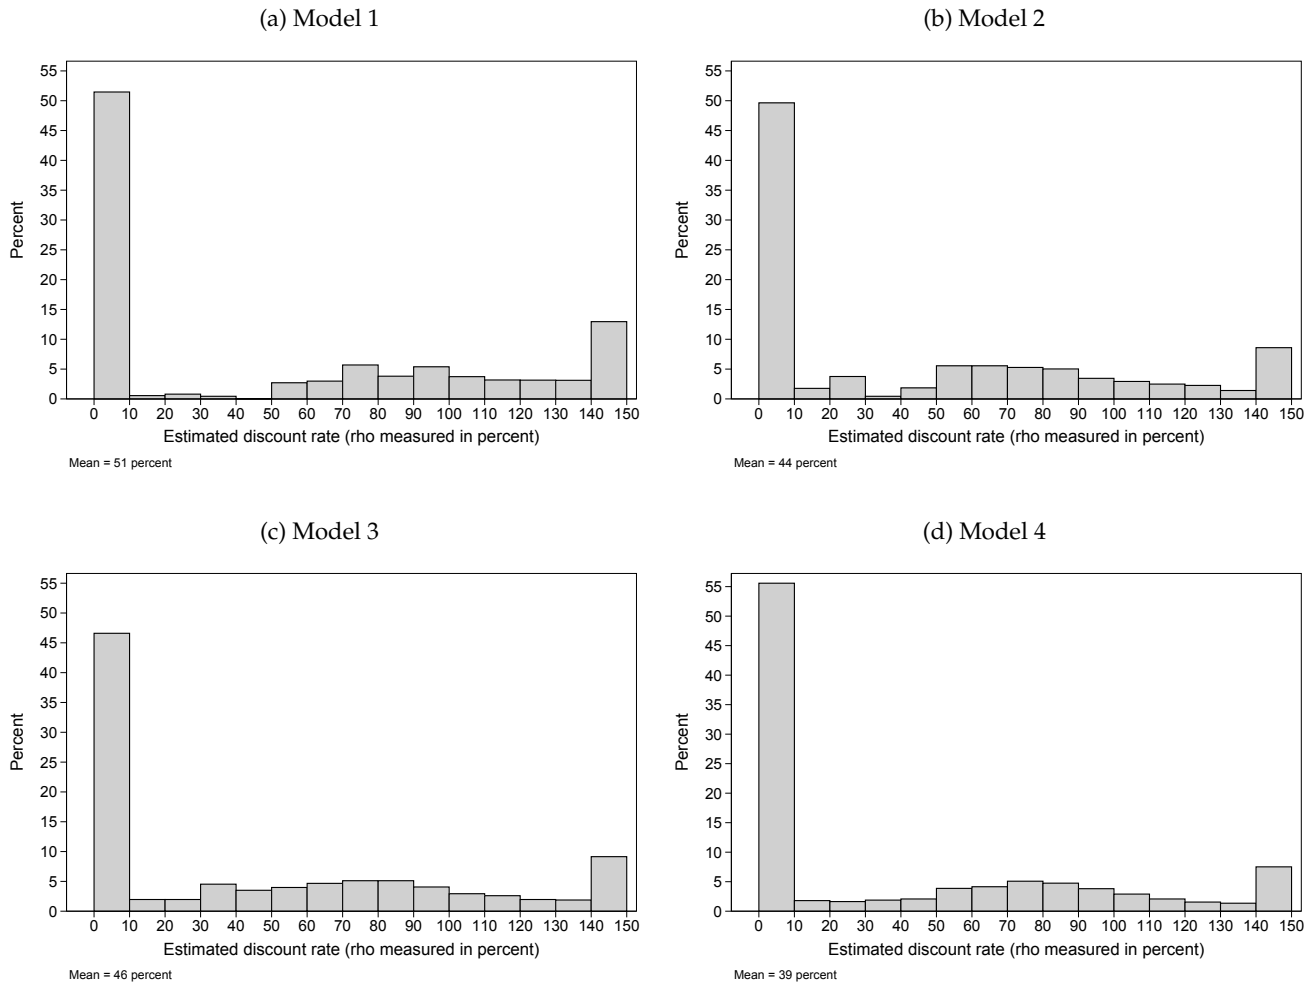 (a) Model 1
Percent
55
50
45
40
35
30
25
20
15
10
5
0
0 10 20 30 40 50 60 70 80 90 100 110 120 130 140 150
Estimated discount rate (rho measured in percent)
Mean = 51 percent
(b) Model 2
Percent
55
50
45
40
35
30
25
20
15
10
5
0
0 10 20 30 40 50 60 70 80 90 100 110 120 130 140 150
Estimated discount rate (rho measured in percent)
Mean = 44 percent
(c) Model 3
Percent
55
50
45
40
35
30
25
20
15
10
5
0
0 10 20 30 40 50 60 70 80 90 100 110 120 130 140 150
Estimated discount rate (rho measured in percent)
Mean = 46 percent
(d) Model 4
Percent
55
50
45
40
35
30
25
20
15
10
5
0
0 10 20 30 40 50 60 70 80 90 100 110 120 130 140 150
Estimated discount rate (rho measured in percent)
Mean = 39 percent